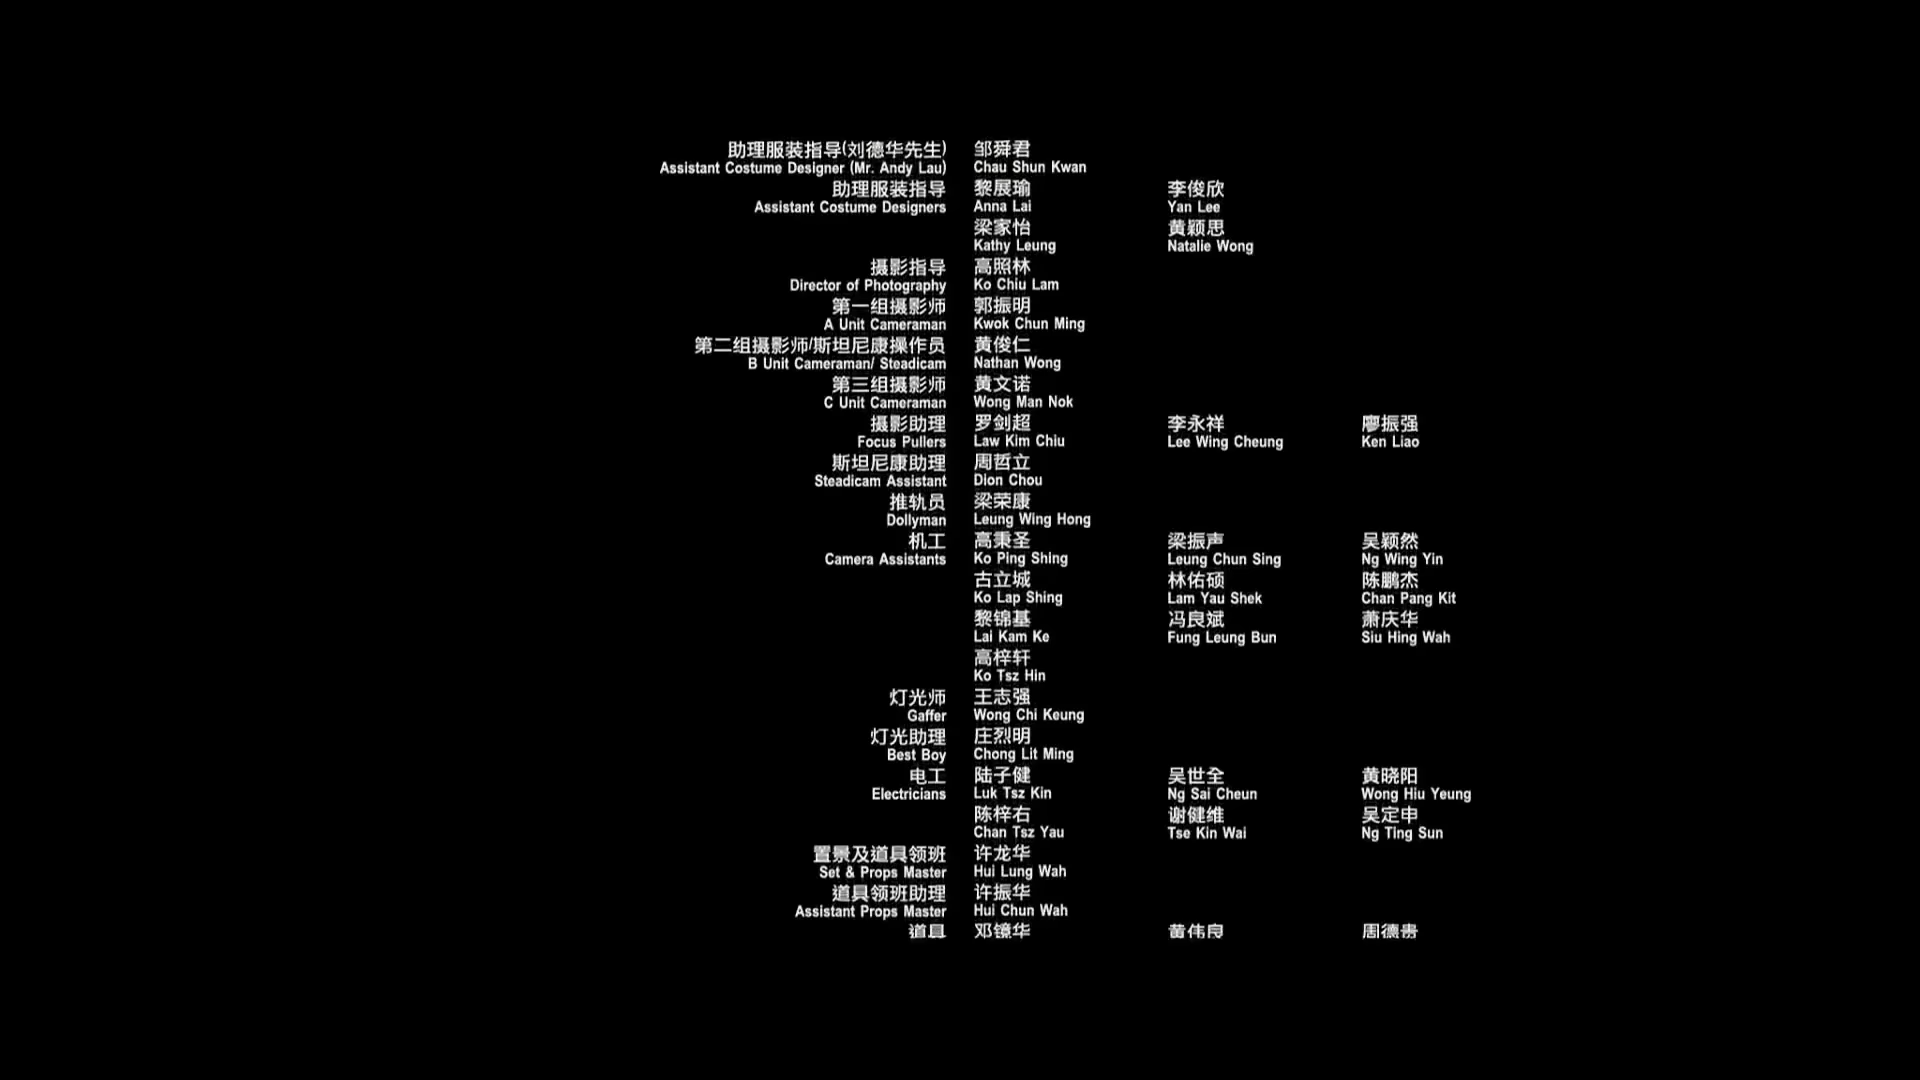 助理服装指导(刘德华先生) 邹舜君
Assistant Costume Designer (Mr. Andy Lau) Chau Shun Kwan
助理服装指导 黎展瑜 李俊欣
Assistant Costume Designers Anna Lai Yan Lee
梁家怡 黄颖思
Kathy Leung Natalie Wong
摄影指导 高照林
Director of Photography Ko Chiu Lam
第一组摄影师 郭振明
A Unit Cameraman Kwok Chun Ming
第二组摄影师/斯坦尼康操作员 黄俊仁
B Unit Cameraman/ Steadicam Nathan Wong
第三组摄影师 黄文诺
C Unit Cameraman Wong Man Nok
摄影助理 罗剑超 李永祥 廖振强
Focus Pullers Law Kim Chiu Lee Wing Cheung Ken Liao
斯坦尼康助理 周哲立
Steadicam Assistant Dion Chou
推轨员 梁荣康
Dollyman Leung Wing Hong
机工 高秉圣 梁振声 吴颖然
Camera Assistants Ko Ping Shing Leung Chun Sing Ng Wing Yin
古立城 林佑硕 陈鹏杰
Ko Lap Shing Lam Yau Shek Chan Pang Kit
黎锦基 冯良斌 萧庆华
Lai Kam Ke Fung Leung Bun Siu Hing Wah
高梓轩
Ko Tsz Hin
灯光师 王志强
Gaffer Wong Chi Keung
灯光助理 庄烈明
Best Boy Chong Lit Ming
电工 陆子健 吴世全 黄晓阳
Electricians Luk Tsz Kin Ng Sai Cheun Wong Hiu Yeung
陈梓右 谢健维 吴定申
Chan Tsz Yau Tse Kin Wai Ng Ting Sun
置景及道具领班 许龙华
Set & Props Master Hui Lung Wah
道具领班助理 许振华
Assistant Props Master Hui Chun Wah
道具 邓镜华 黄伟良 周德贵